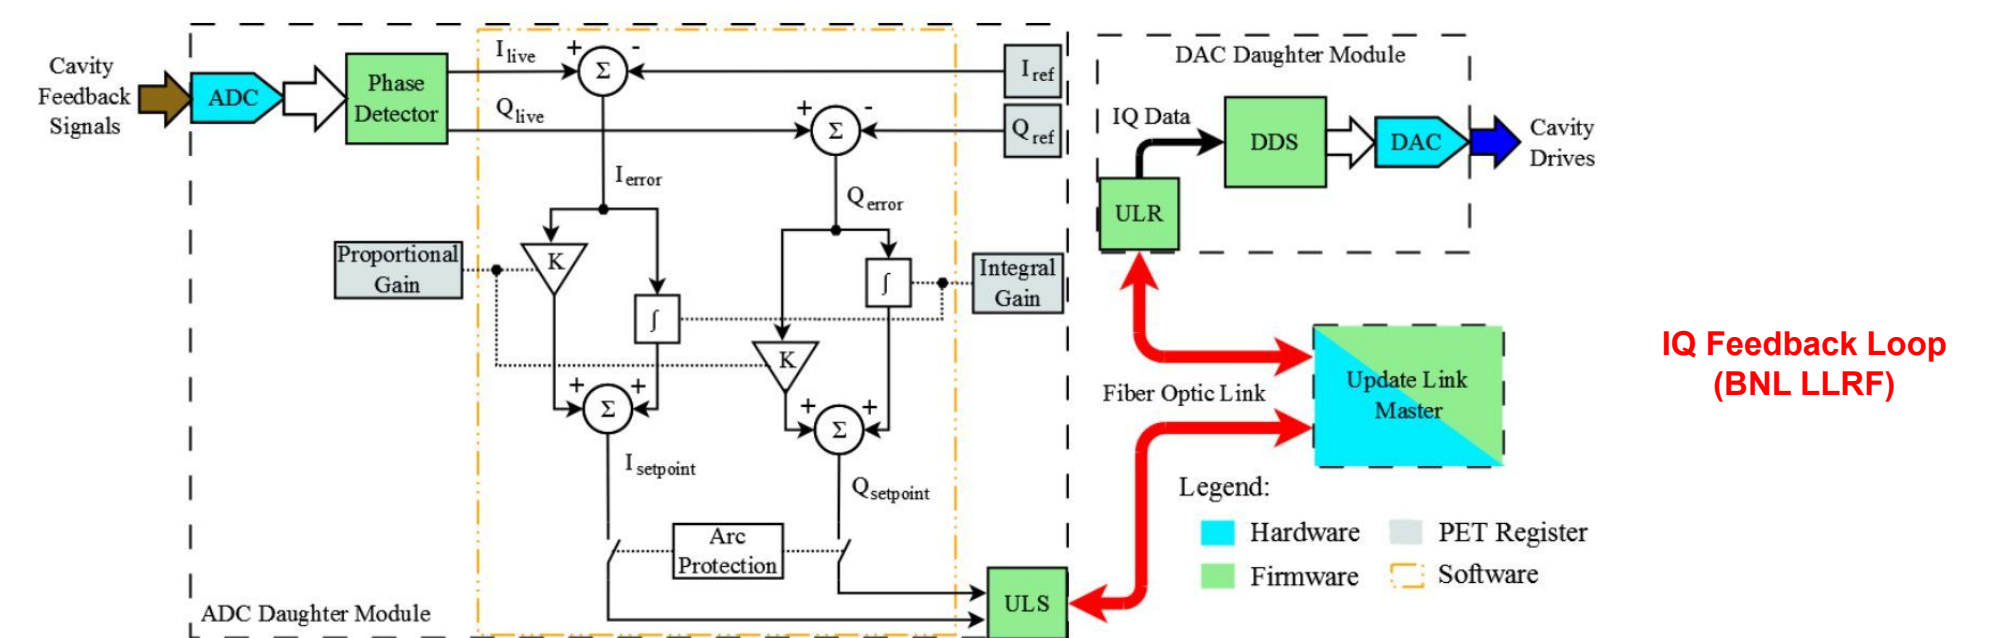 Cavity
Feedback
Signals
ADC
Phase
Detector
I live
Q live
+
-
Σ
I ref
+
-
Σ
Q ref
I error
Q error
Proportional
Gain
K
∫
∫
Integral
Gain
K
+
+
Σ
+
+
Σ
I setpoint
Q setpoint
Arc
Protection
ULS
ADC Daughter Module
DAC Daughter Module
IQ Data
DDS
DAC
Cavity
Drives
ULR
Fiber Optic Link
Update Link
Master
Legend:
Hardware
PET Register
Firmware
Software
IQ Feedback Loop
(BNL LLRF)